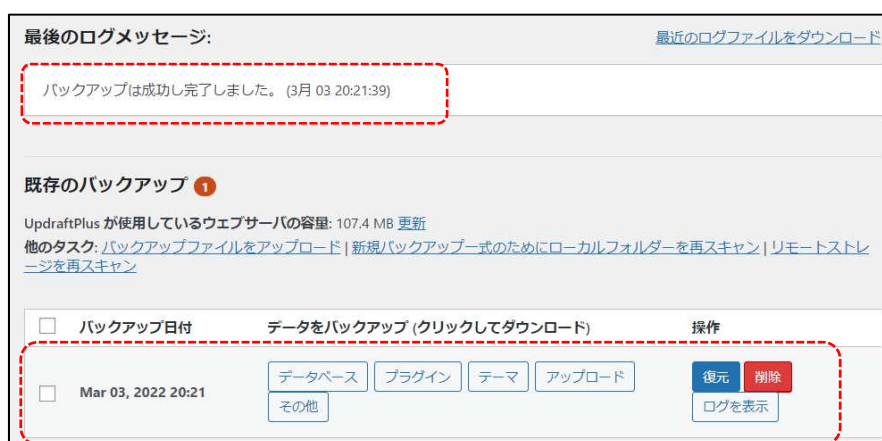 最後のログメッセージ: 最近のログファイルをダウンロード
バックアップは成功し完了しました。 (3月 03 20:21:39)
既存のバックアップ 1
UpdraftPlus が使用しているウェブサーバの容量: 107.4 MB 更新
他のタスク: バックアップファイルをアップロード | 新規バックアップ一式のためにローカルフォルダーを再スキャン | リモートストレ
ージを再スキャン
バックアップ日付 データをバックアップ (クリックしてダウンロード) 操作
Mar 03, 2022 20:21 データベース プラグイン テーマ アップロード 復元 削除
その他 ログを表示